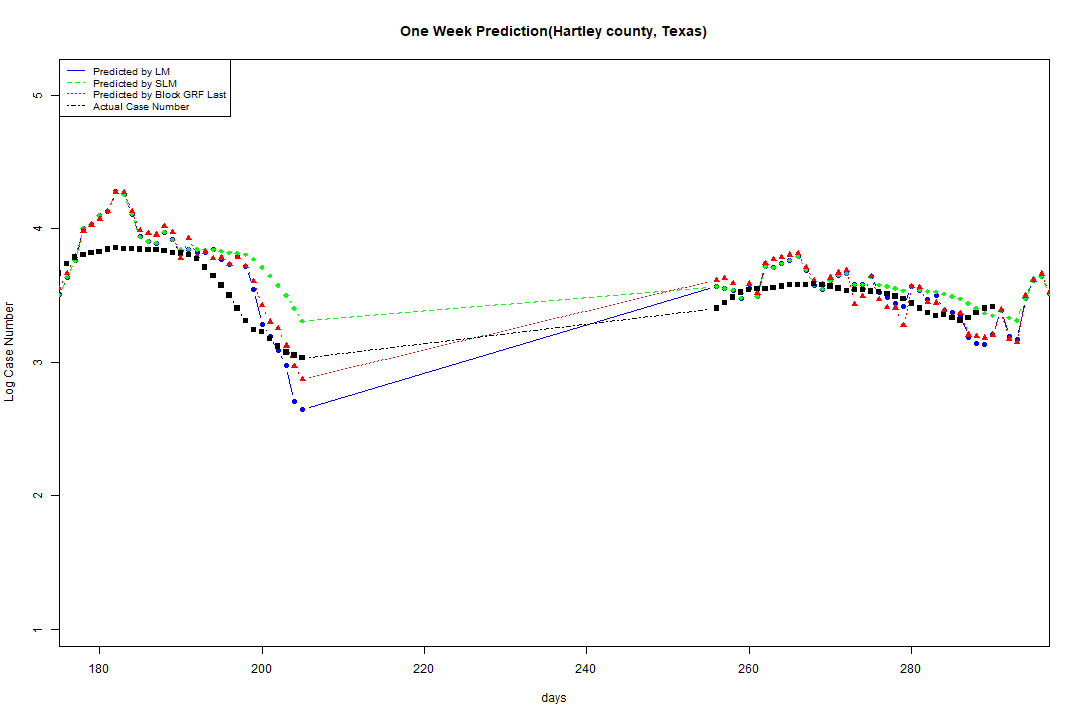 One Week Prediction(Hartley county, Texas)
Predicted by LM
Predicted by SLM
Predicted by Block GRF Last
Actual Case Number
5
4
3
2
1
Log Case Number
180 200 220 240 260 280
days